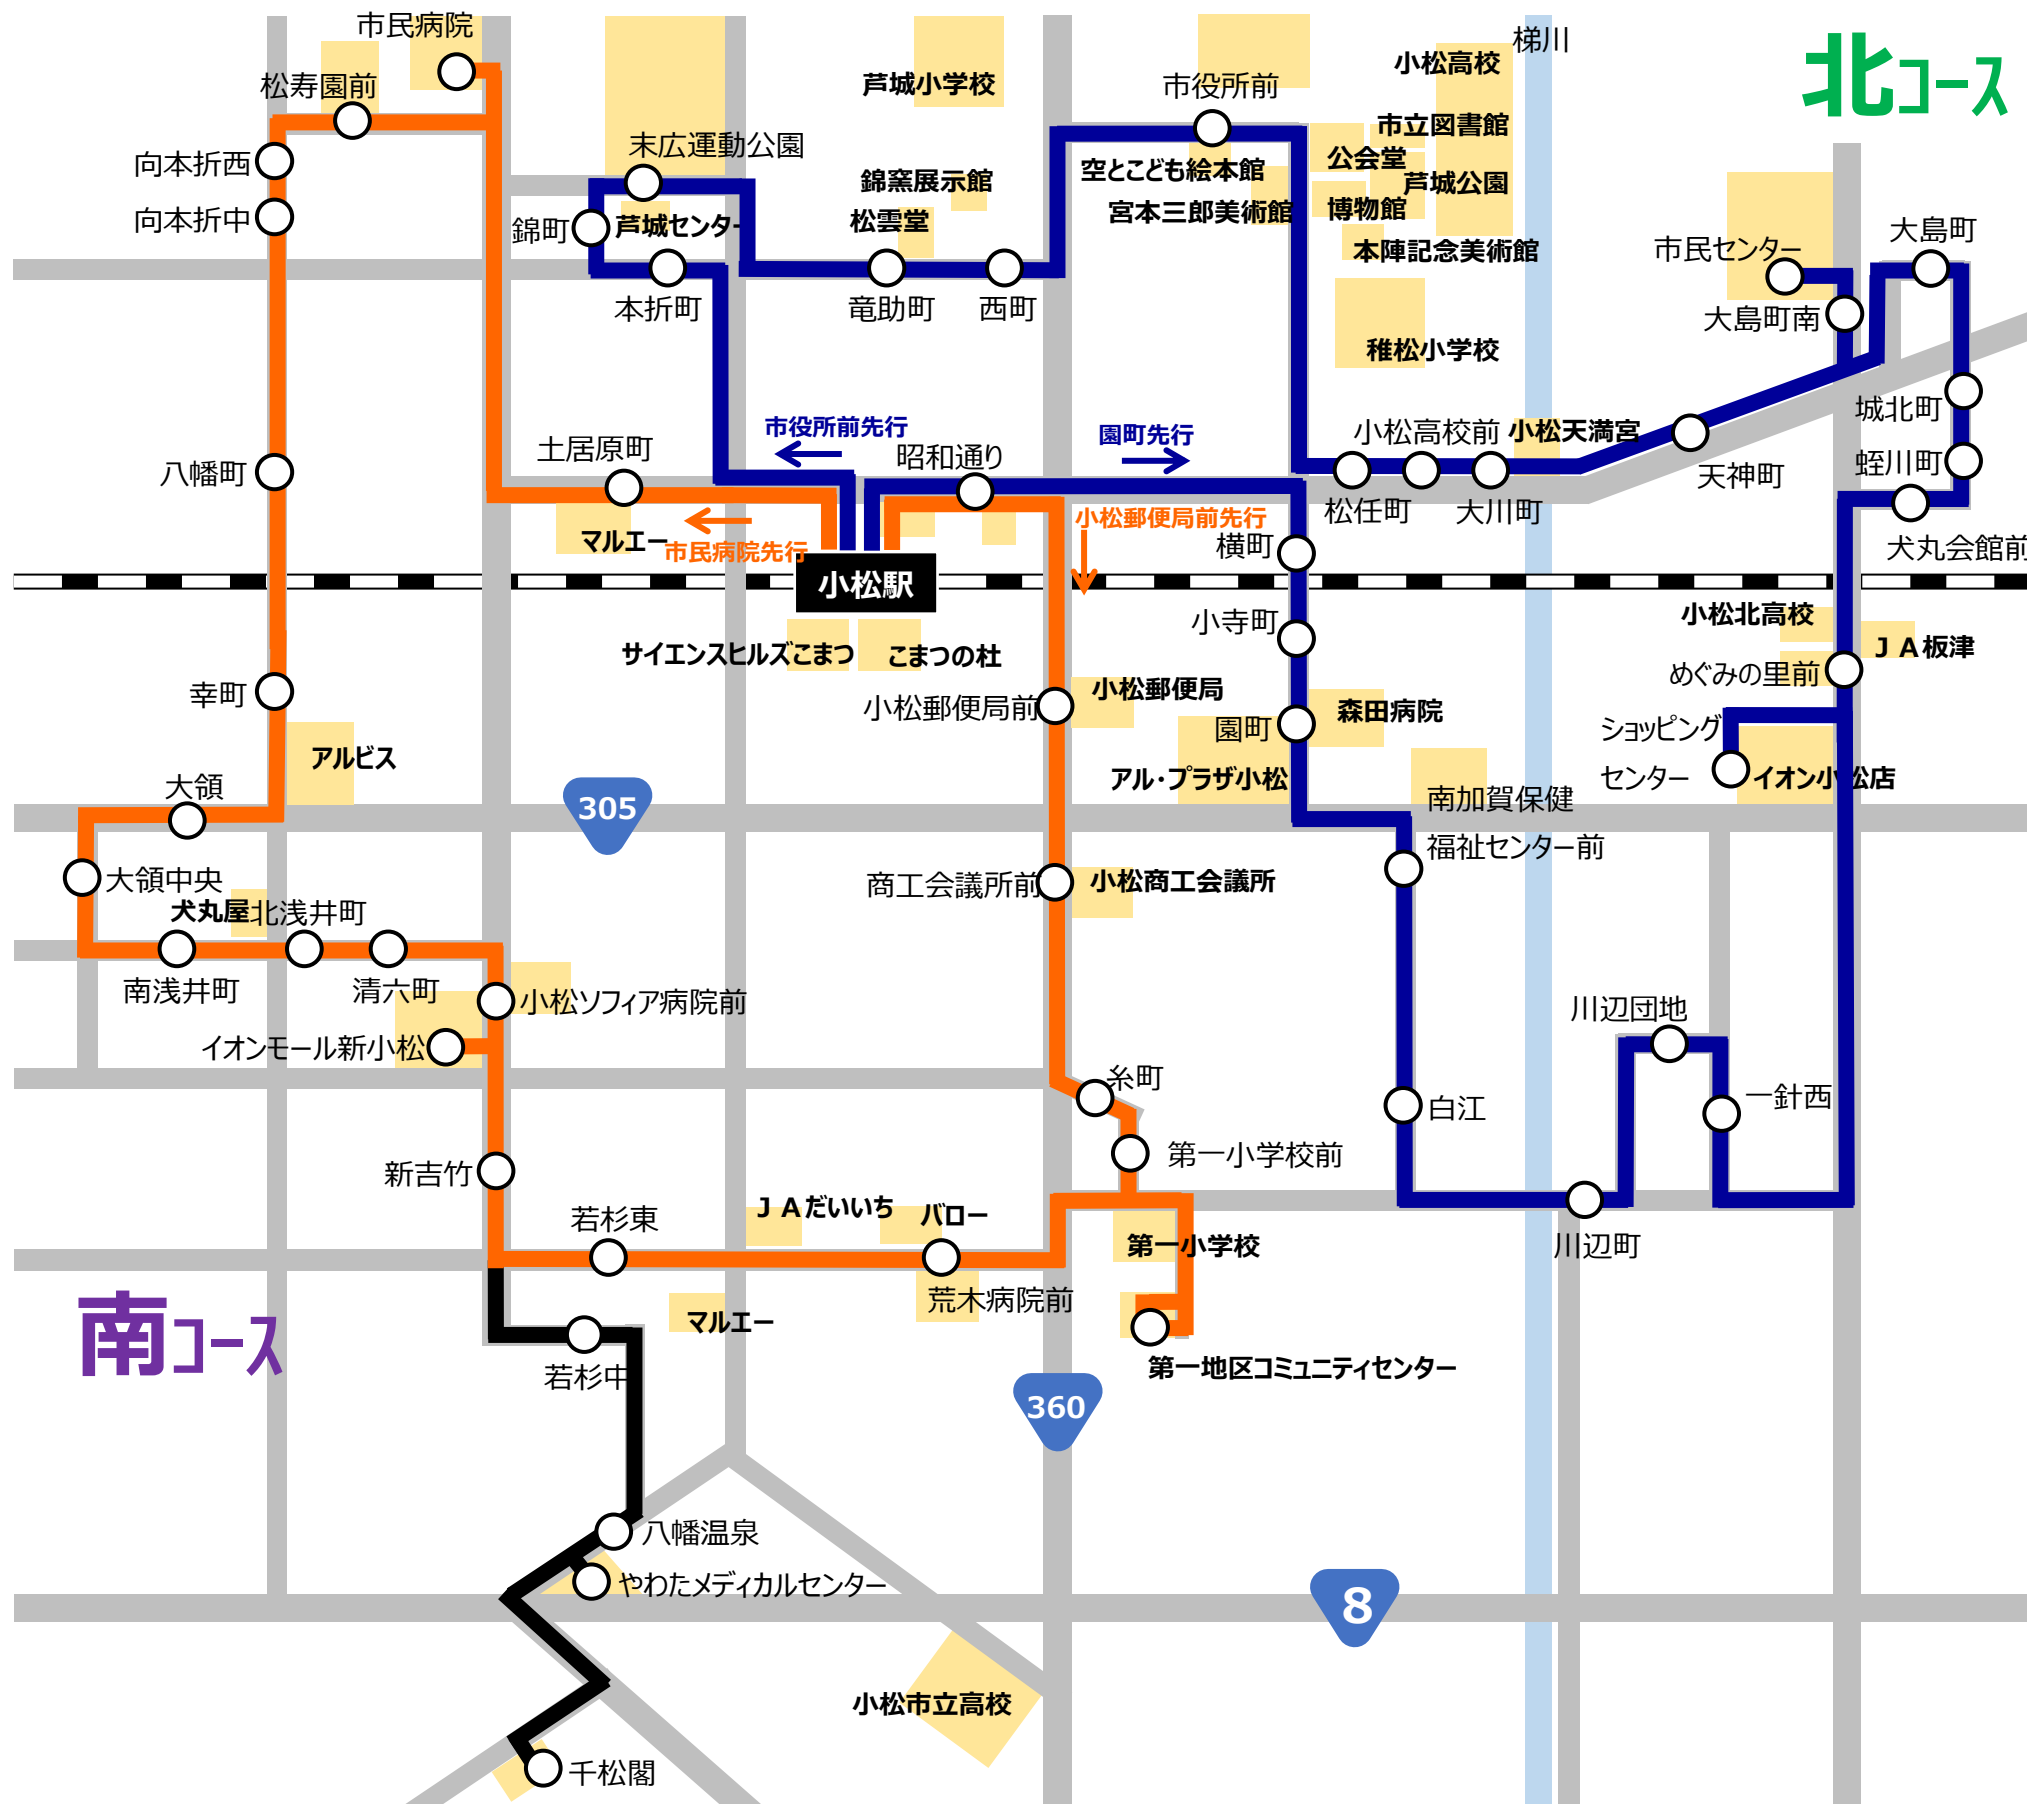 市民病院
松寿園前
向本折西
向本折中
末広運動公園
錦町
芦城センター
本折町
芦城小学校
錦窯展示館
松雲堂
竜助町
西町
市役所前
空とこども絵本館
宮本三郎美術館
小松高校
市立図書館
公会堂
芦城公園
博物館
本陣記念美術館
稚松小学校
梯川
北コース
市民センター
大島町
大島町南
城北町
蛭川町
犬丸会館前
天神町
小松天満宮
小松高校前
松任町
大川町
八幡町
土居原町
マルエー
市役所前先行
市民病院先行
昭和通り
園町先行
小松郵便局前先行
小松駅
サイエンスヒルズこまつ
こまつの杜
横町
小寺町
園町
森田病院
アル・プラザ小松
小松郵便局前
小松郵便局
小松北高校
ＪＡ板津
めぐみの里前
ショッピング
センター
イオン小松店
南加賀保健
福祉センター前
幸町
アルビス
大領
大領中央
305
犬丸屋
北浅井町
南浅井町
清六町
小松ソフィア病院前
イオンモール新小松
商工会議所前
小松商工会議所
糸町
第一小学校前
白江
川辺団地
一針西
川辺町
新吉竹
若杉東
ＪＡだいいち
バロー
荒木病院前
第一小学校
第一地区コミュニティセンター
マルエー
若杉中
南コース
360
八幡温泉
やわたメディカルセンター
8
小松市立高校
千松閣